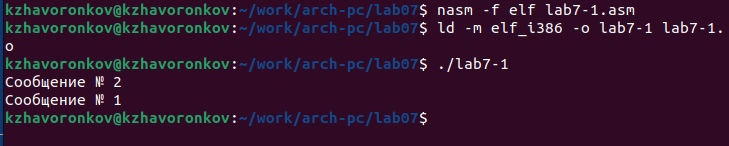 kzhavoronkov@kzhavoronkov:~/work/arch-pc/lab07$ nasm -f elf lab7-1.asm
kzhavoronkov@kzhavoronkov:~/work/arch-pc/lab07$ ld -m elf_i386 -o lab7-1 lab7-1.
o
kzhavoronkov@kzhavoronkov:~/work/arch-pc/lab07$ ./lab7-1
Сообщение № 2
Сообщение № 1
kzhavoronkov@kzhavoronkov:~/work/arch-pc/lab07$